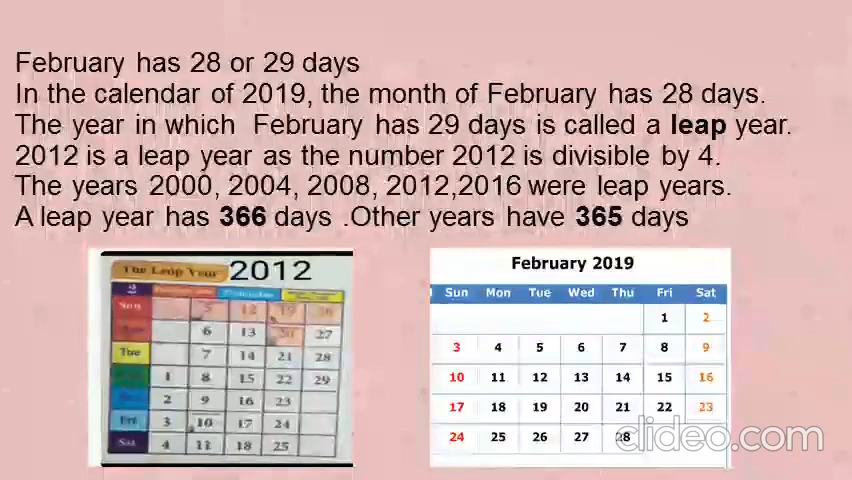 February has 28 or 29 days
In the calendar of 2019, the month of February has 28 days.
The year in which February has 29 days is called a leap year.
2012 is a leap year as the number 2012 is divisible by 4.
The years 2000, 2004, 2008, 2012,2016 were leap years.
A leap year has 366 days .Other years have 365 days
The Leap Year 2012
2
Sun 5 12 19 26
6 13 20 27
Tue 7 14 21 28
1 8 15 22 29
2 9 16 23
Fri 3 10 17 24
Sat 4 11 18 25
February 2019
Sun Mon Tue Wed Thu Fri Sat
1 2
3 4 5 6 7 8 9
10 11 12 13 14 15 16
17 18 19 20 21 22 23
24 25 26 27 28
clideo.com